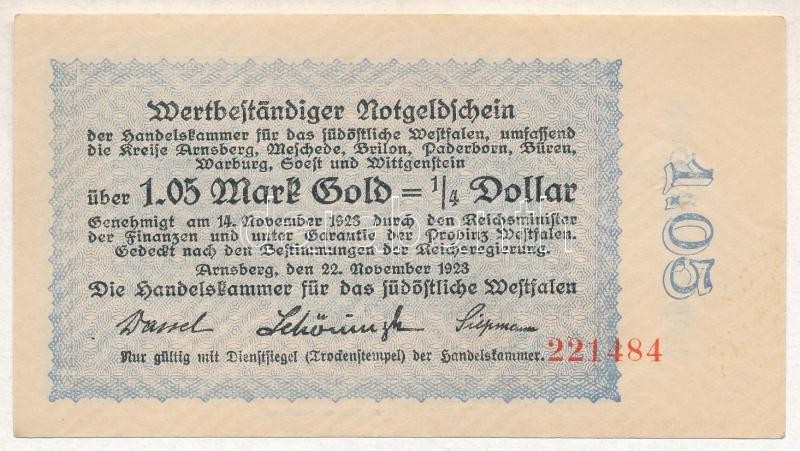 Wertbeständiger Notgeldschein
der Handelskammer für das südöstliche Westfalen, umfassend
die Kreise Arnsberg, Meschede, Brilon, Paderborn, Büren,
Warburg, Soest und Wittgenstein
über 1.05 Mark Gold = 1/4 Dollar
Genehmigt am 14. November 1923 durch den Reichsminister
der Finanzen und unter Garantie der Provinz Westfalen.
Gedeckt nach den Bestimmungen der Reichsregierung.
Arnsberg, den 22. November 1923
Die Handelskammer für das südöstliche Westfalen
Dassel Schöningh Siepmann
Nur gültig mit Dienstsiegel (Trockenstempel) der Handelskammer. 221484
1.05